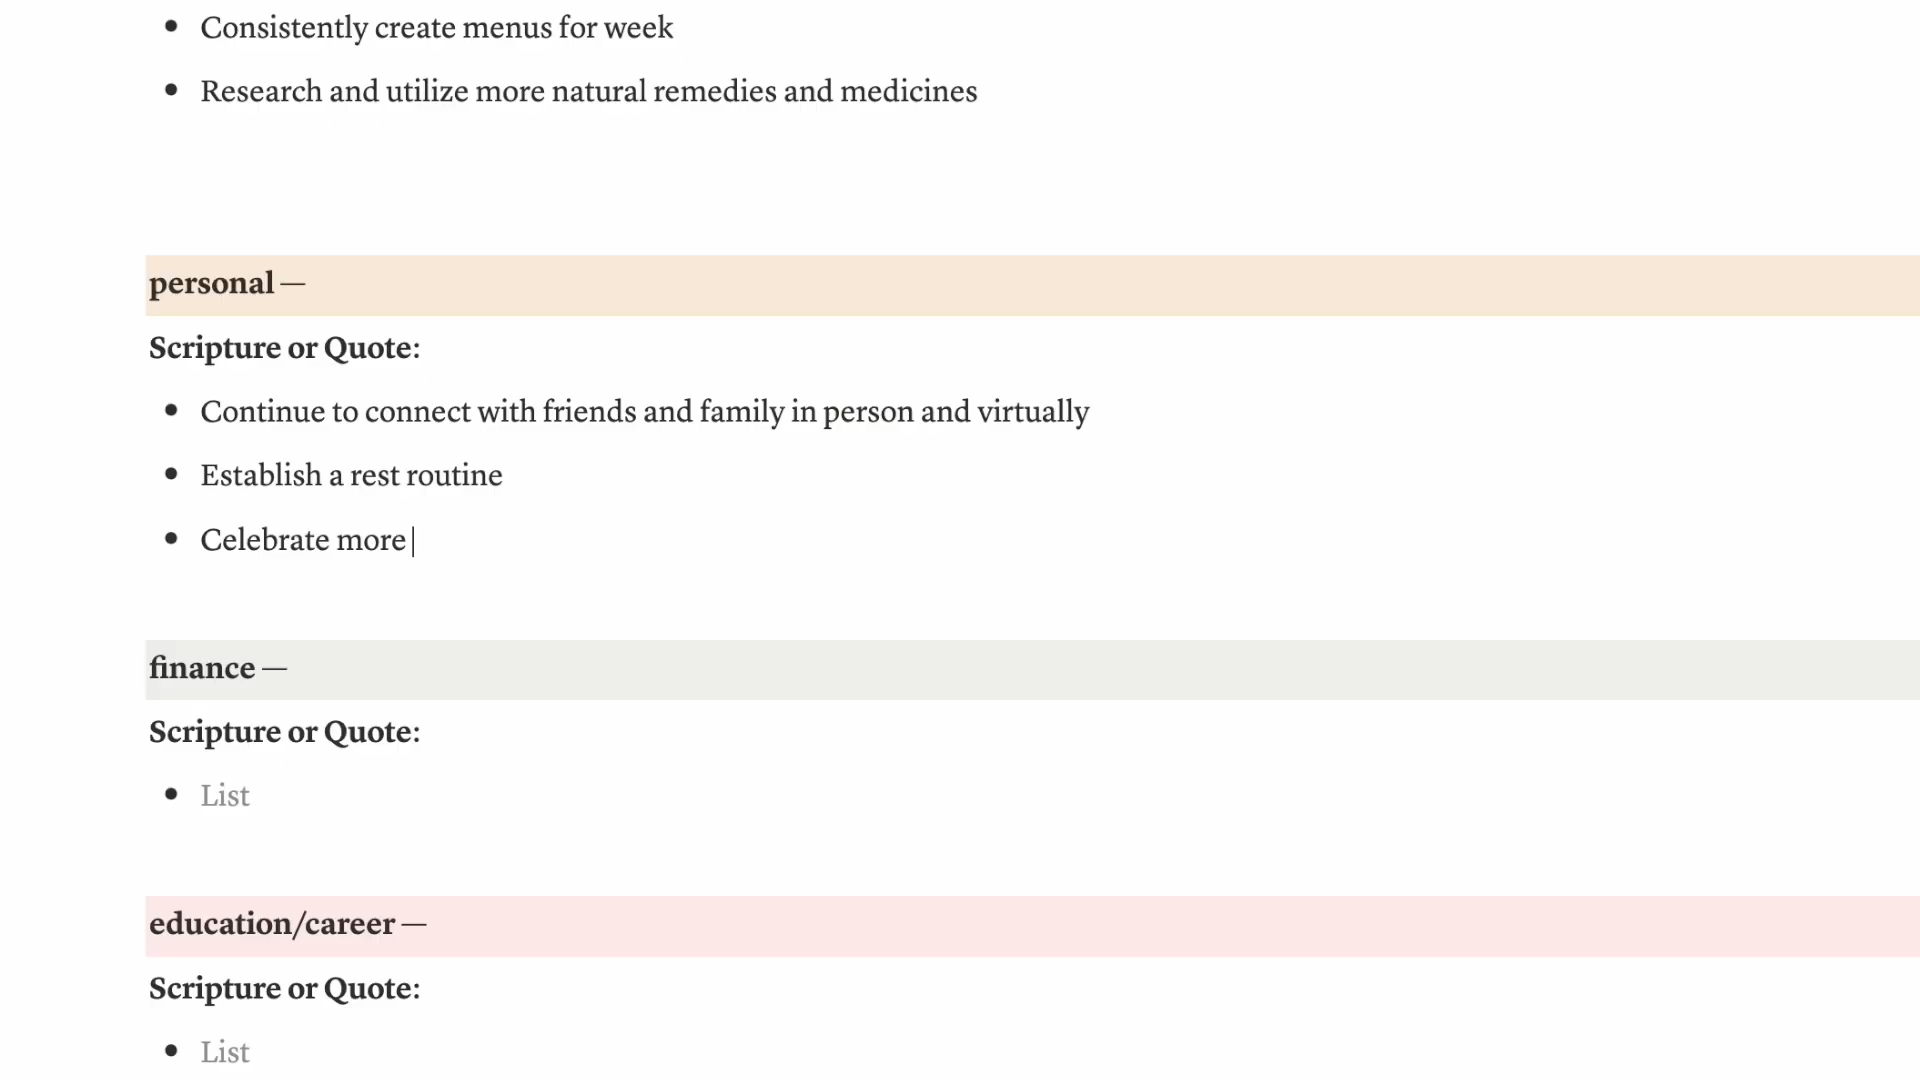 • Consistently create menus for week
• Research and utilize more natural remedies and medicines
personal —
Scripture or Quote:
• Continue to connect with friends and family in person and virtually
• Establish a rest routine
• Celebrate more
finance —
Scripture or Quote:
• List
education/career —
Scripture or Quote:
• List